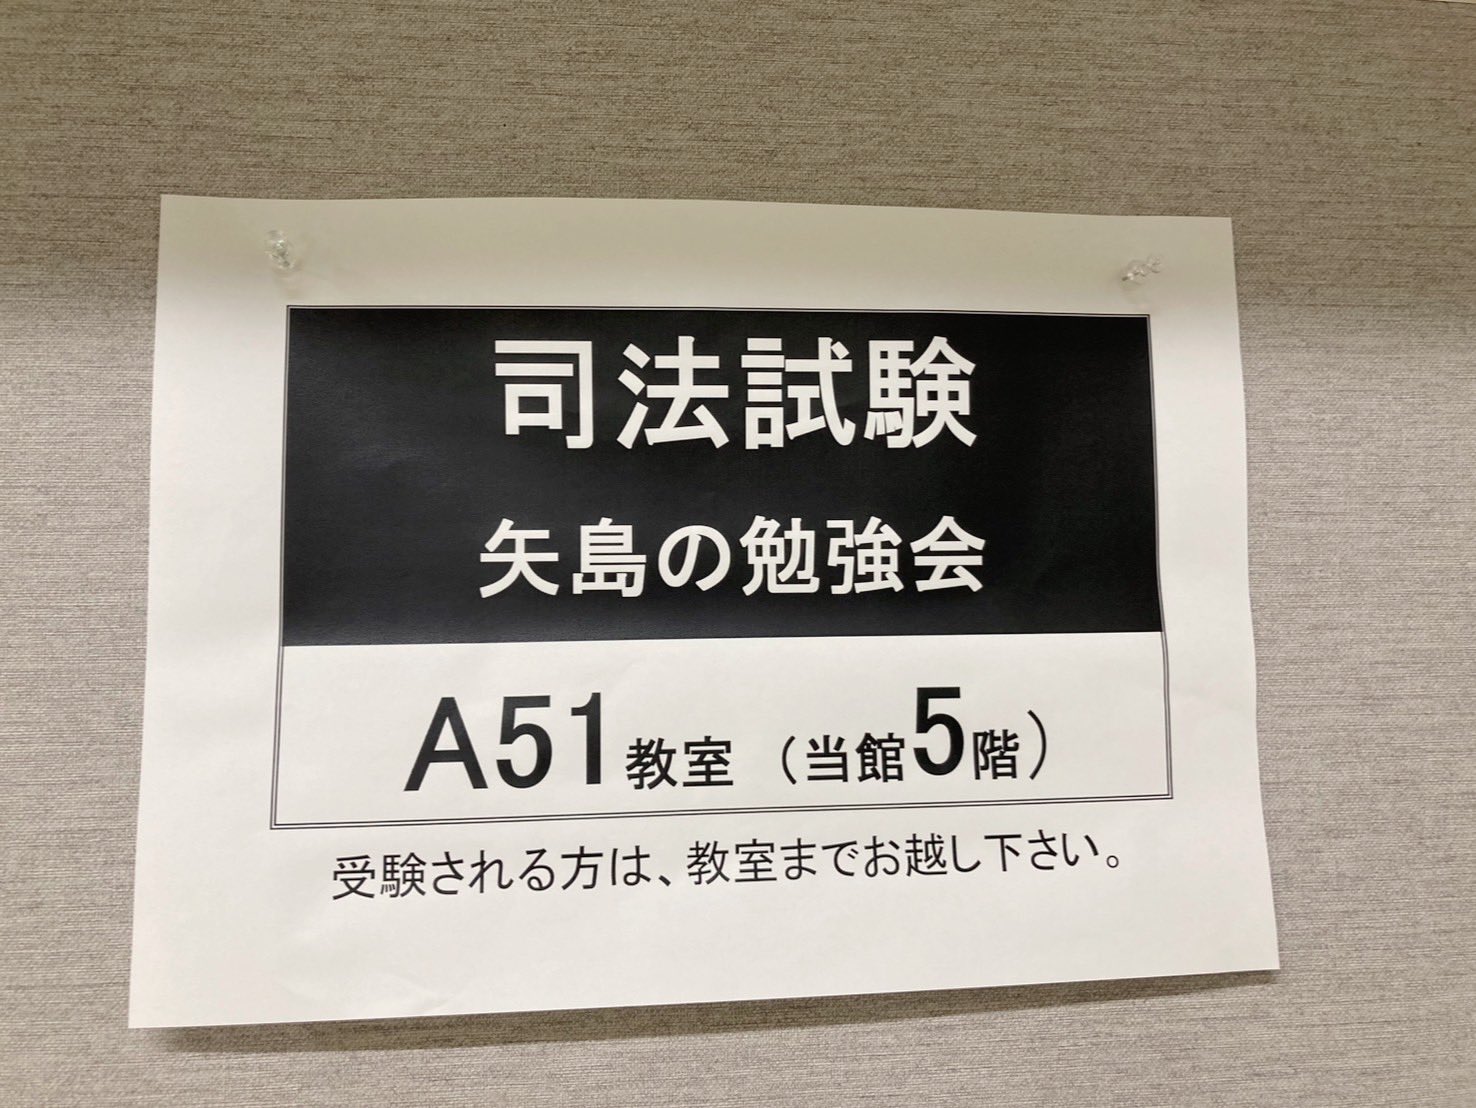 司法試験
矢島の勉強会
A51教室（当館5階）
受験される方は、教室までお越し下さい。